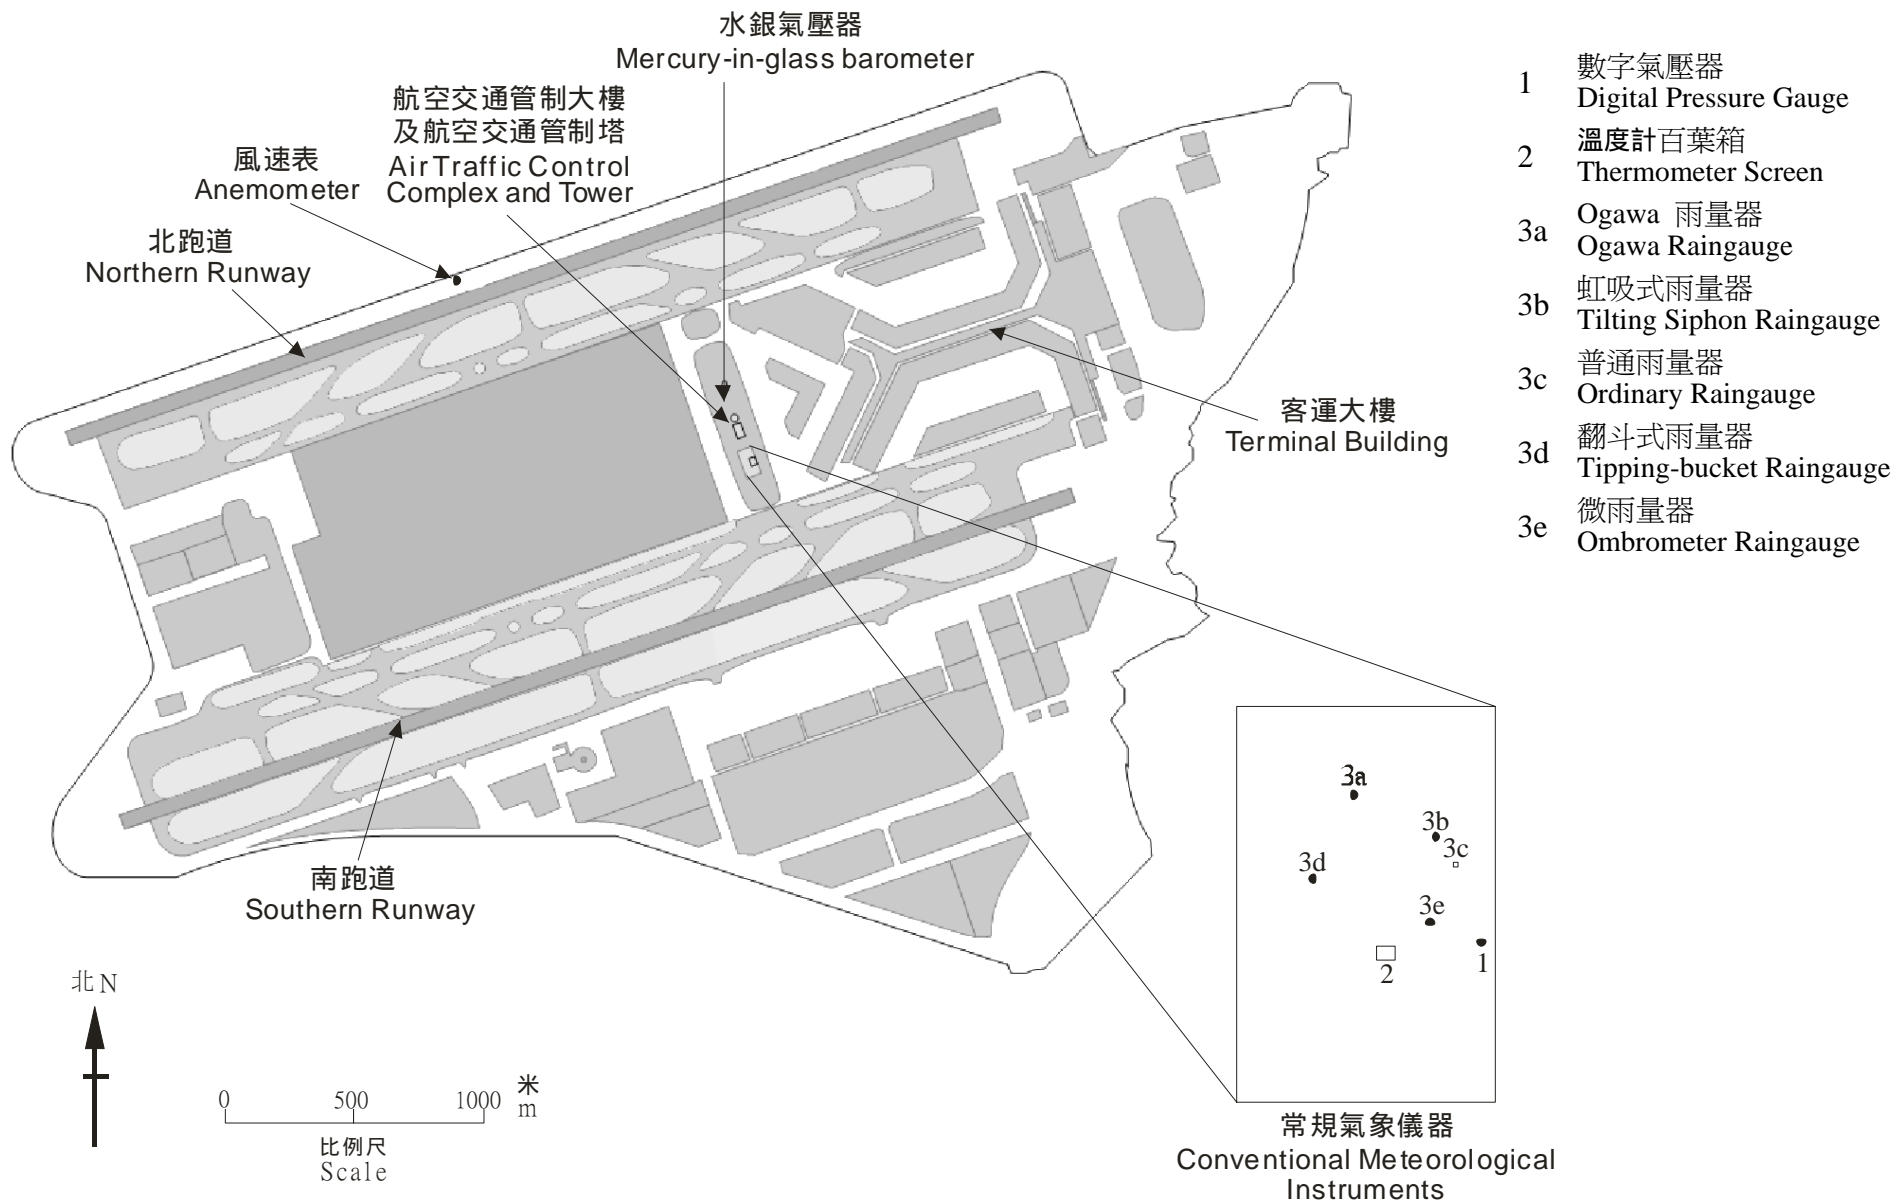 水銀氣壓器
Mercury-in-glass barometer
航空交通管制大樓
及航空交通管制塔
Air Traffic Control
Complex and Tower
風速表
Anemometer
北跑道
Northern Runway
客運大樓
Terminal Building
南跑道
Southern Runway
1
數字氣壓器
Digital Pressure Gauge
2
溫度計百葉箱
Thermometer Screen
3a
Ogawa 雨量器
Ogawa Raingauge
3b
虹吸式雨量器
Tilting Siphon Raingauge
3c
普通雨量器
Ordinary Raingauge
3d
翻斗式雨量器
Tipping-bucket Raingauge
3e
微雨量器
Ombrometer Raingauge
3a
3b
3c
3d
3e
2
1
常規氣象儀器
Conventional Meteorological
Instruments
北 N
0 500 1000 米
m
比例尺
Scale